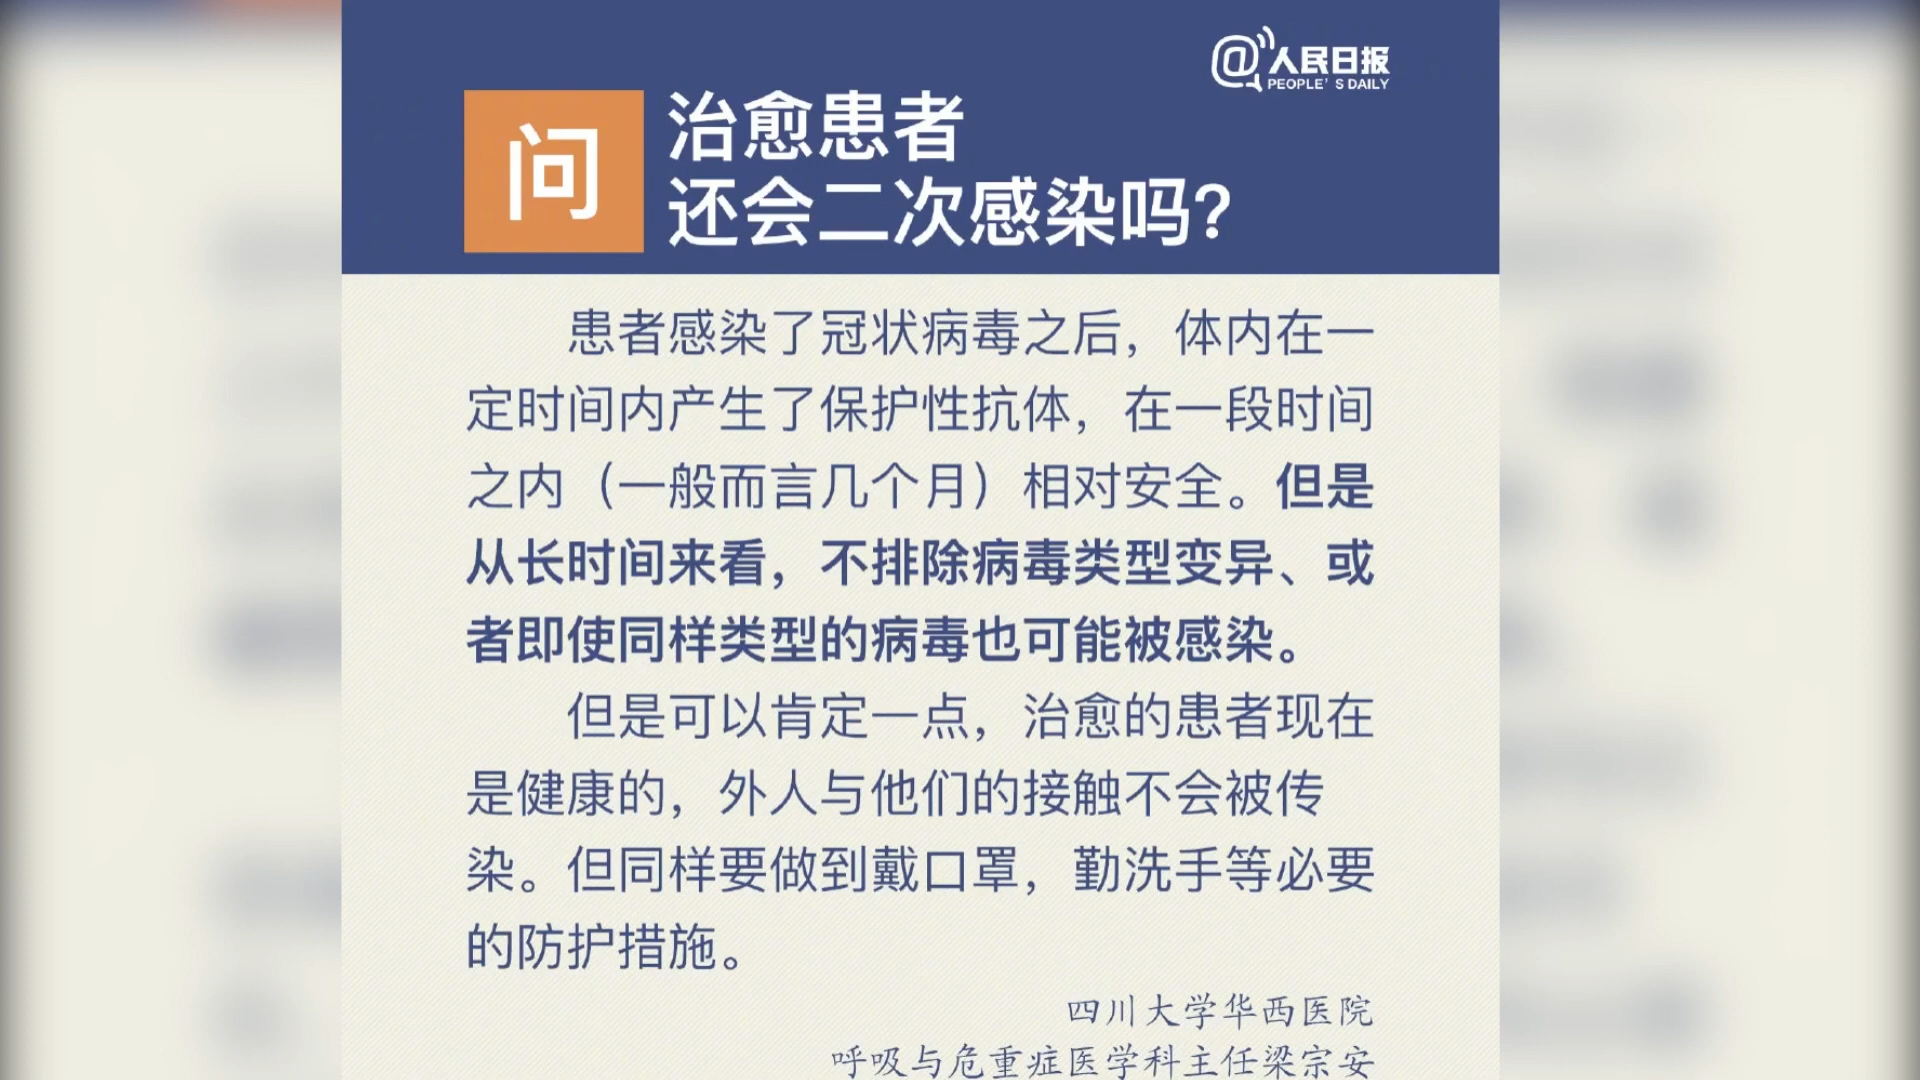 @人民日报
PEOPLE'S DAILY
问
治愈患者
还会二次感染吗?
患者感染了冠状病毒之后，体内在一
定时间内产生了保护性抗体，在一段时间
之内（一般而言几个月）相对安全。但是
从长时间来看，不排除病毒类型变异、或
者即使同样类型的病毒也可能被感染。
但是可以肯定一点，治愈的患者现在
是健康的，外人与他们的接触不会被传
染。但同样要做到戴口罩，勤洗手等必要
的防护措施。
四川大学华西医院
呼吸与危重症医学科主任梁宗安